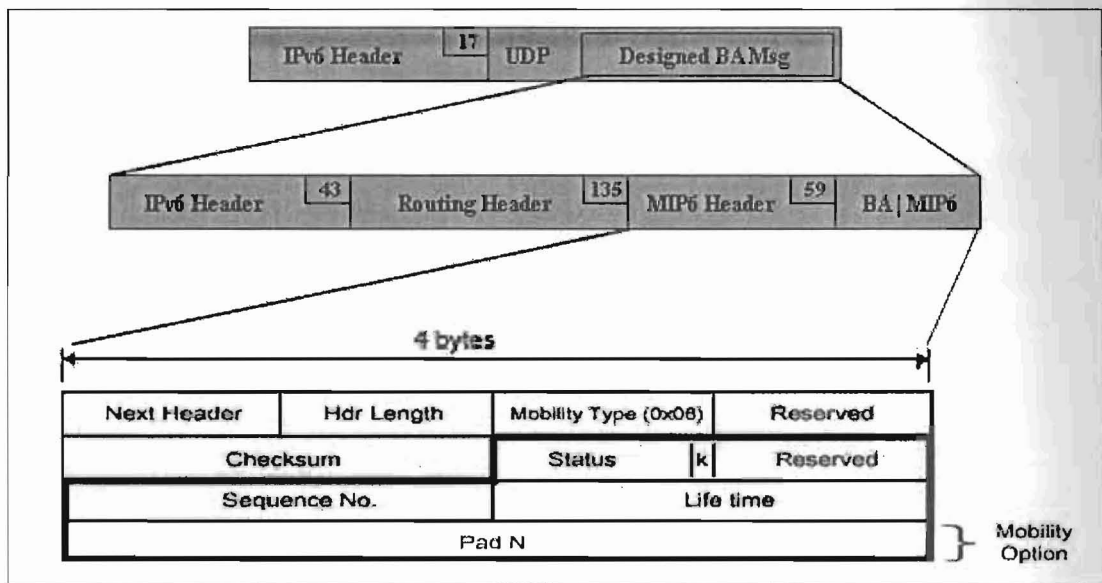 IPv6 Header 17 UDP Designed BAMsg
IPv6 Header 43 Routing Header 135 MIP6 Header 59 BA | MIP6
4 bytes
Next Header Hdr Length Mobility Type (0x06) Reserved
Checksum Status k Reserved
Sequence No. Life time
Pad N
Mobility
Option